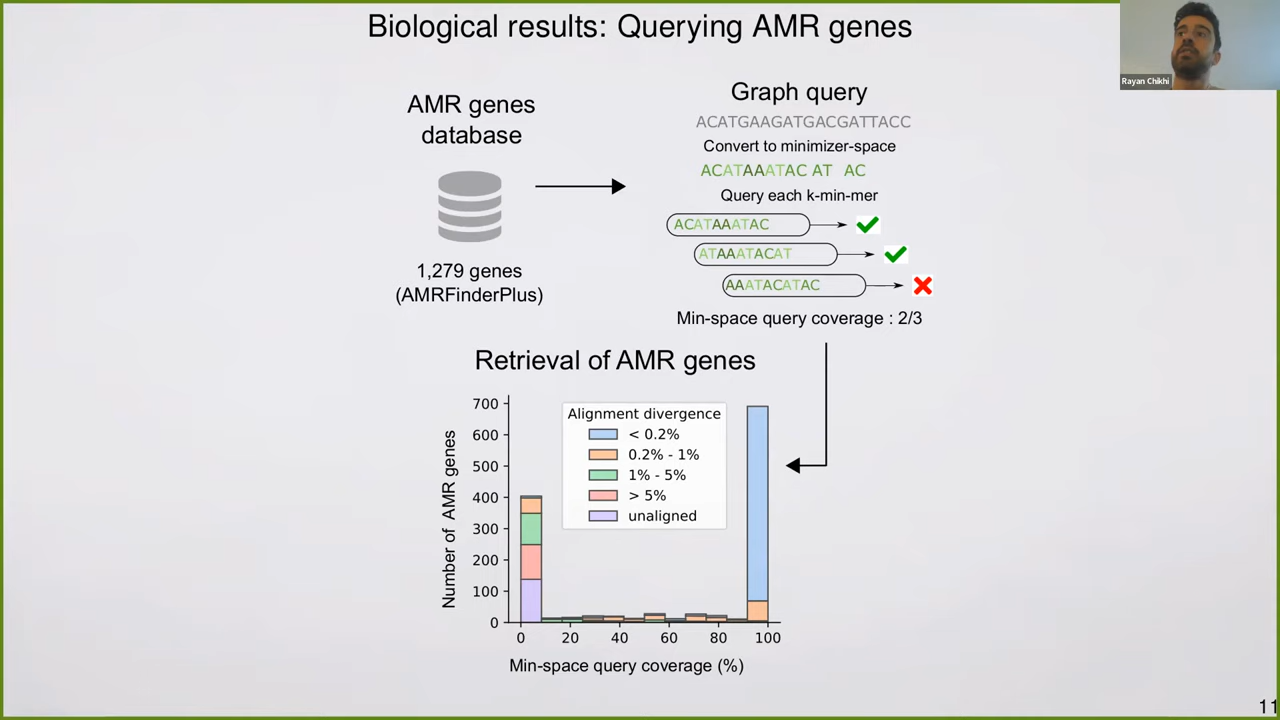 Biological results: Querying AMR genes
Rayan Chikhi
AMR genes
database
1,279 genes
(AMRFinderPlus)
Graph query
ACATGAAGATGACGATTACC
Convert to minimizer-space
ACATAAATAC AT AC
Query each k-min-mer
ACATAAATAC
ATAAATACAT
AAATACATAC
Min-space query coverage : 2/3
Retrieval of AMR genes
Number of AMR genes
700
600
500
400
300
200
100
0
Alignment divergence
< 0.2%
0.2% - 1%
1% - 5%
> 5%
unaligned
0 20 40 60 80 100
Min-space query coverage (%)
11